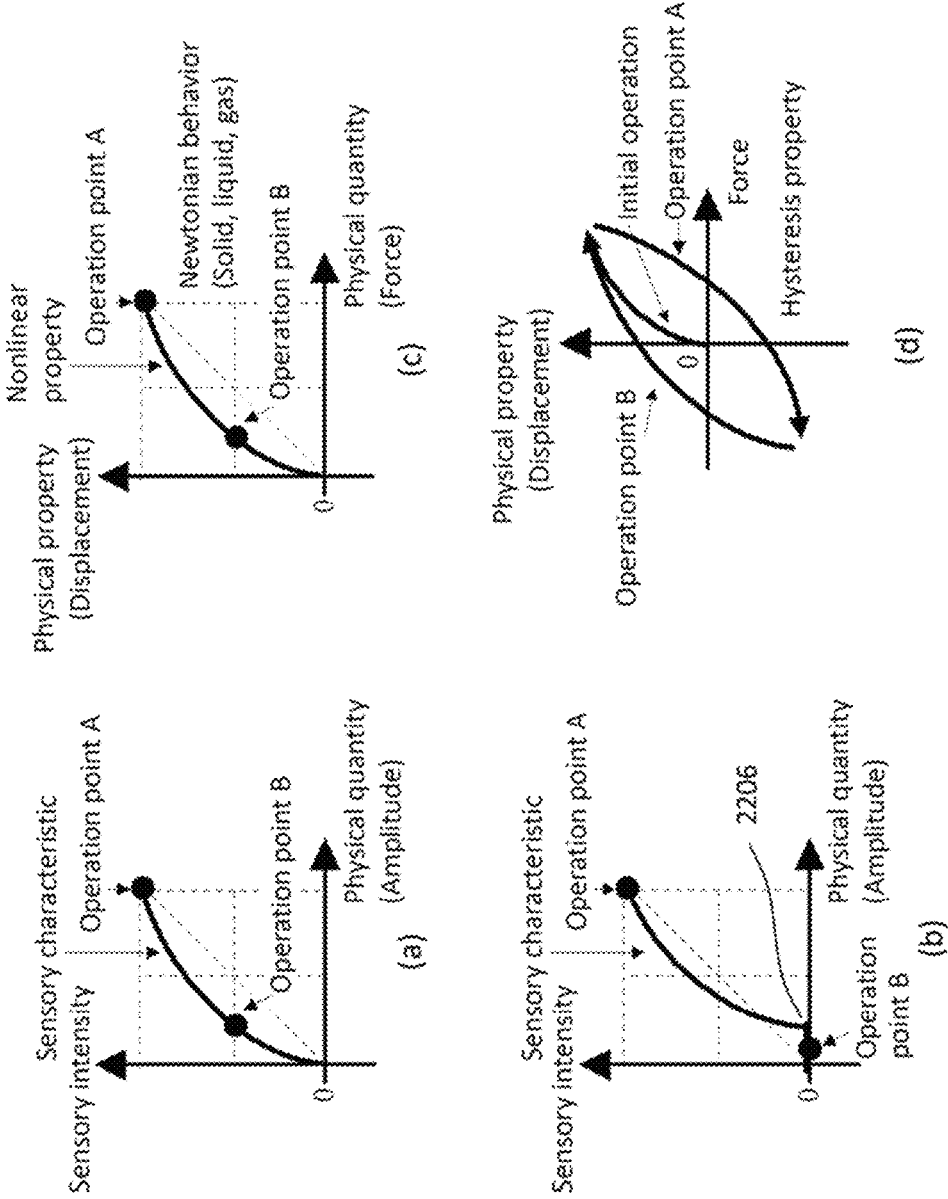 Sensory intensity
Sensory characteristic
Operation point A
Operation point B
Physical quantity
(Amplitude)
0
(a)
Sensory intensity
Sensory characteristic
Operation point A
2206
Physical quantity
(Amplitude)
Operation
point B
0
(b)
Physical property
(Displacement)
Nonlinear
property
Operation point A
Newtonian behavior
(Solid, liquid, gas)
Operation point B
Physical quantity
(Force)
0
(c)
Physical property
(Displacement)
Operation point B
Initial operation
Operation point A
Force
0
Hysteresis property
(d)